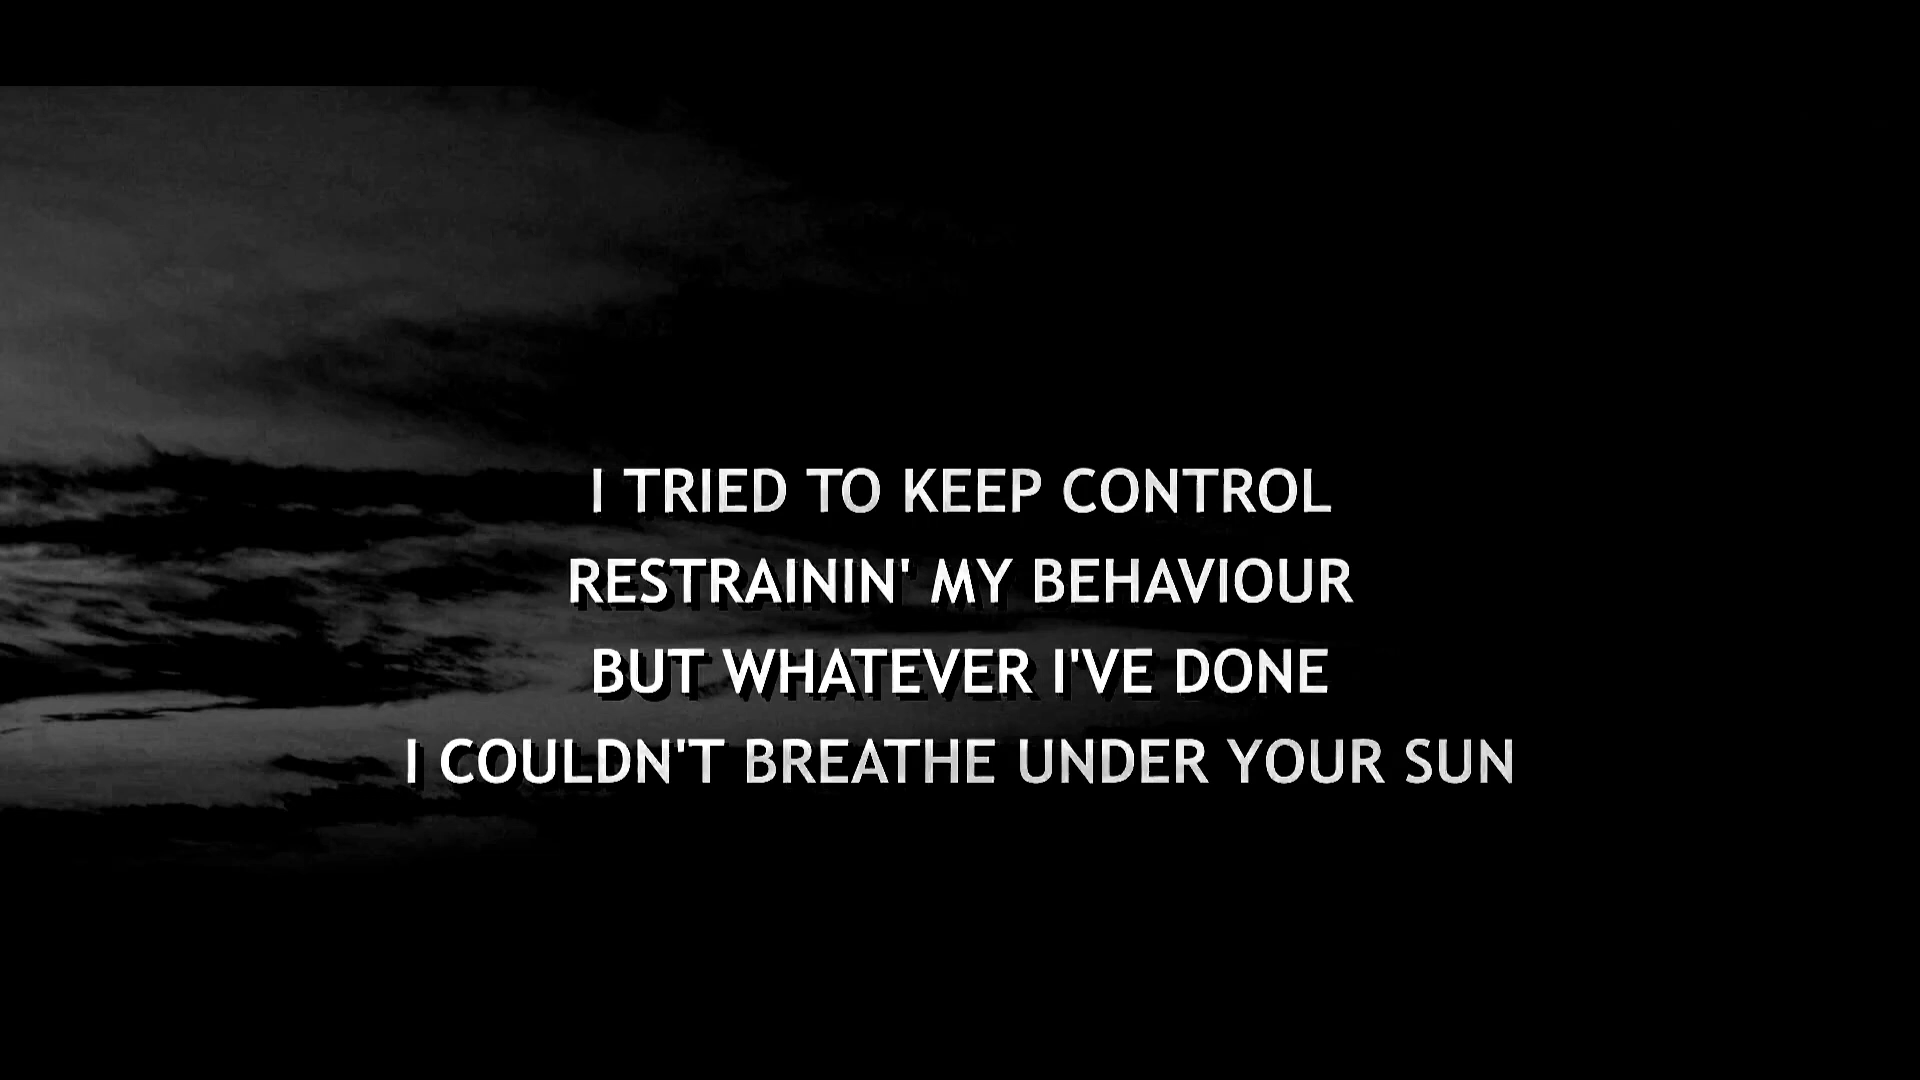 I TRIED TO KEEP CONTROL
RESTRAININ' MY BEHAVIOUR
BUT WHATEVER I'VE DONE
I COULDN'T BREATHE UNDER YOUR SUN